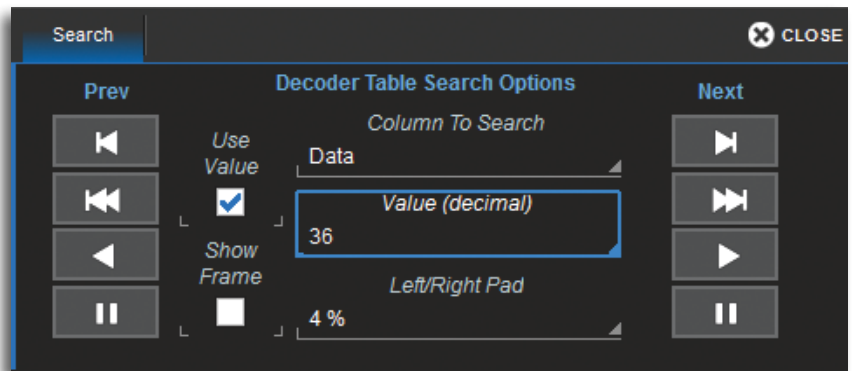 Search
CLOSE
Prev
Decoder Table Search Options
Next
Use
Value
Column To Search
Data
Value (decimal)
36
Show
Frame
Left/Right Pad
4 %